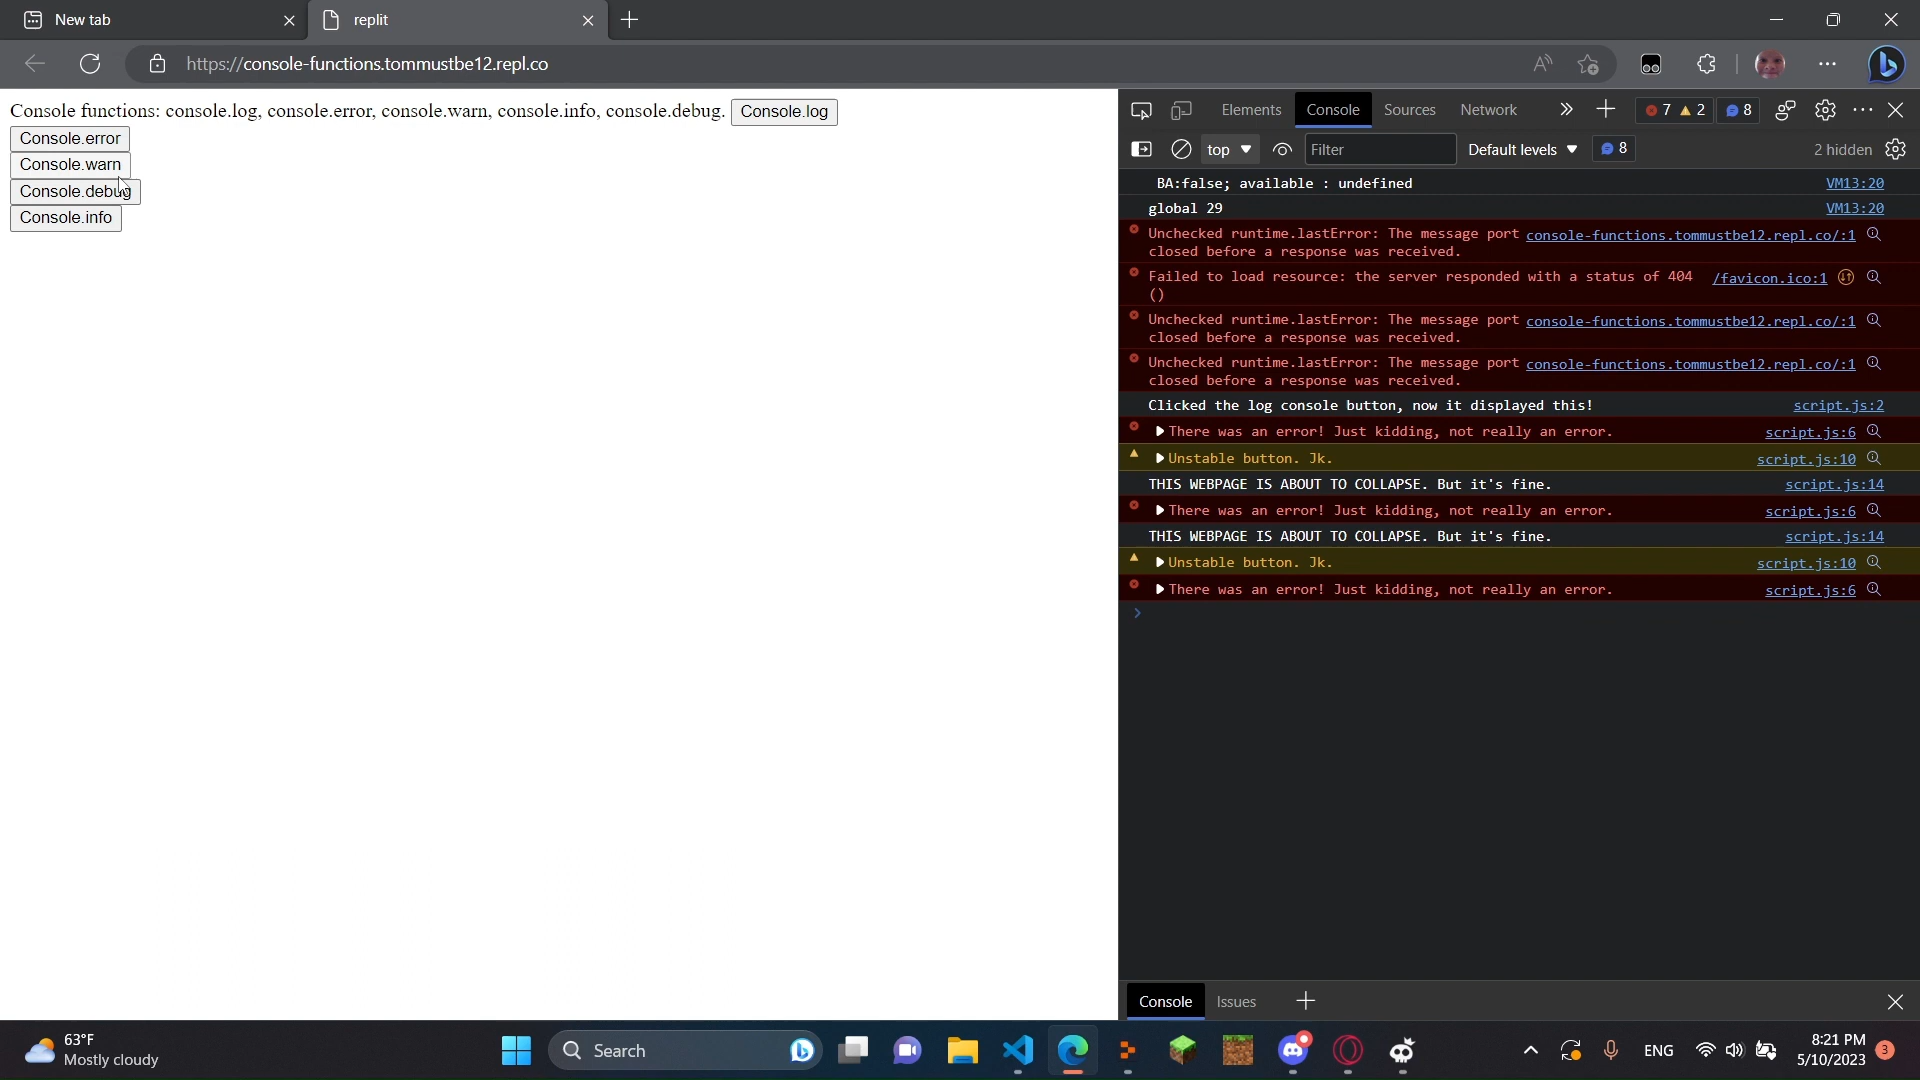 New tab
replit
https://console-functions.tommustbe12.repl.co
Console functions: console.log, console.error, console.warn, console.info, console.debug. Console.log
Console.error
Console.warn
Console.debug
Console.info
Elements Console Sources Network 7 2 8
top Filter Default levels 8 2 hidden
BA:false; available : undefined VM13:20
global 29 VM13:20
Unchecked runtime.lastError: The message port console-functions.tommustbe12.repl.co/:1
closed before a response was received.
Failed to load resource: the server responded with a status of 404 /favicon.ico:1
()
Unchecked runtime.lastError: The message port console-functions.tommustbe12.repl.co/:1
closed before a response was received.
Unchecked runtime.lastError: The message port console-functions.tommustbe12.repl.co/:1
closed before a response was received.
Clicked the log console button, now it displayed this! script.js:2
There was an error! Just kidding, not really an error. script.js:6
Unstable button. Jk. script.js:10
THIS WEBPAGE IS ABOUT TO COLLAPSE. But it's fine. script.js:14
There was an error! Just kidding, not really an error. script.js:6
THIS WEBPAGE IS ABOUT TO COLLAPSE. But it's fine. script.js:14
Unstable button. Jk. script.js:10
There was an error! Just kidding, not really an error. script.js:6
Console Issues
63°F
Mostly cloudy
Search
ENG
8:21 PM
5/10/2023
3